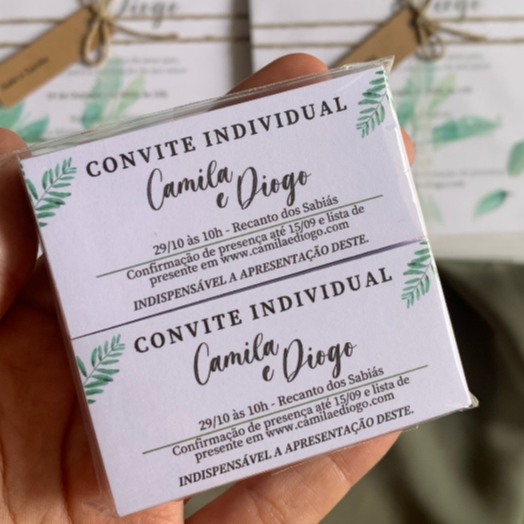 Diogo
CONVITE INDIVIDUAL
Camila
e Diogo
29/10 às 10h - Recanto dos Sabiás
Confirmação de presença até 15/09 e lista de
presente em www.camilaediogo.com
INDISPENSÁVEL A APRESENTAÇÃO DESTE.
CONVITE INDIVIDUAL
Camila
e Diogo
29/10 às 10h - Recanto dos Sabiás
Confirmação de presença até 15/09 e lista de
presente em www.camilaediogo.com
INDISPENSÁVEL A APRESENTAÇÃO DESTE.